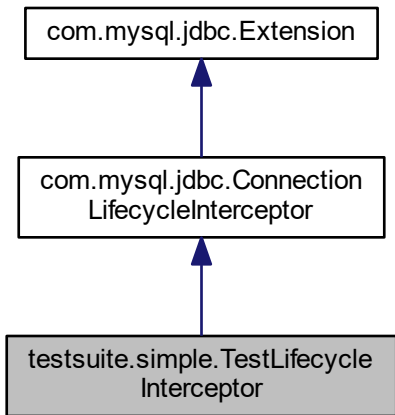 com.mysql.jdbc.Extension
com.mysql.jdbc.Connection
LifecycleInterceptor
testsuite.simple.TestLifecycle
Interceptor